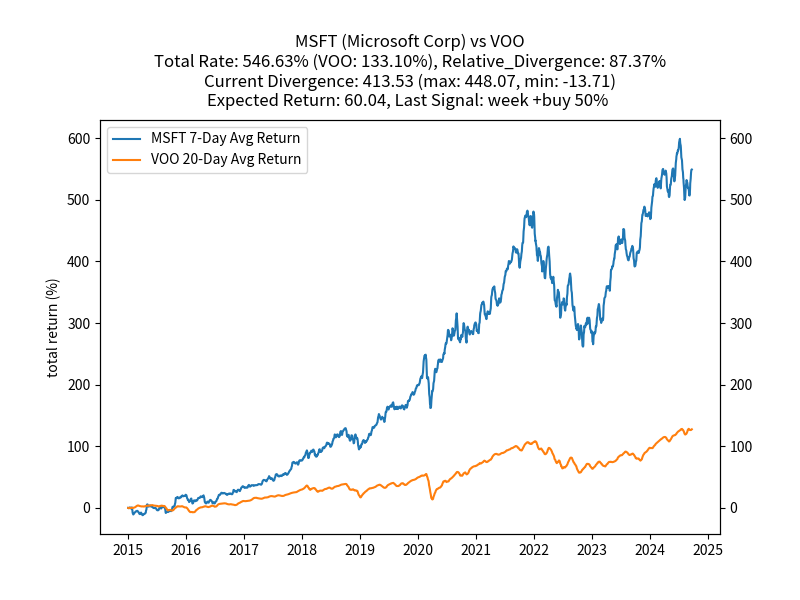 MSFT (Microsoft Corp) vs VOO
Total Rate: 546.63% (VOO: 133.10%), Relative_Divergence: 87.37%
Current Divergence: 413.53 (max: 448.07, min: -13.71)
Expected Return: 60.04, Last Signal: week +buy 50%
MSFT 7-Day Avg Return
VOO 20-Day Avg Return
total return (%)
600 600
500 500
400 400
300 300
200 200
100 100
0 0
2015 2016 2017 2018 2019 2020 2021 2022 2023 2024 2025